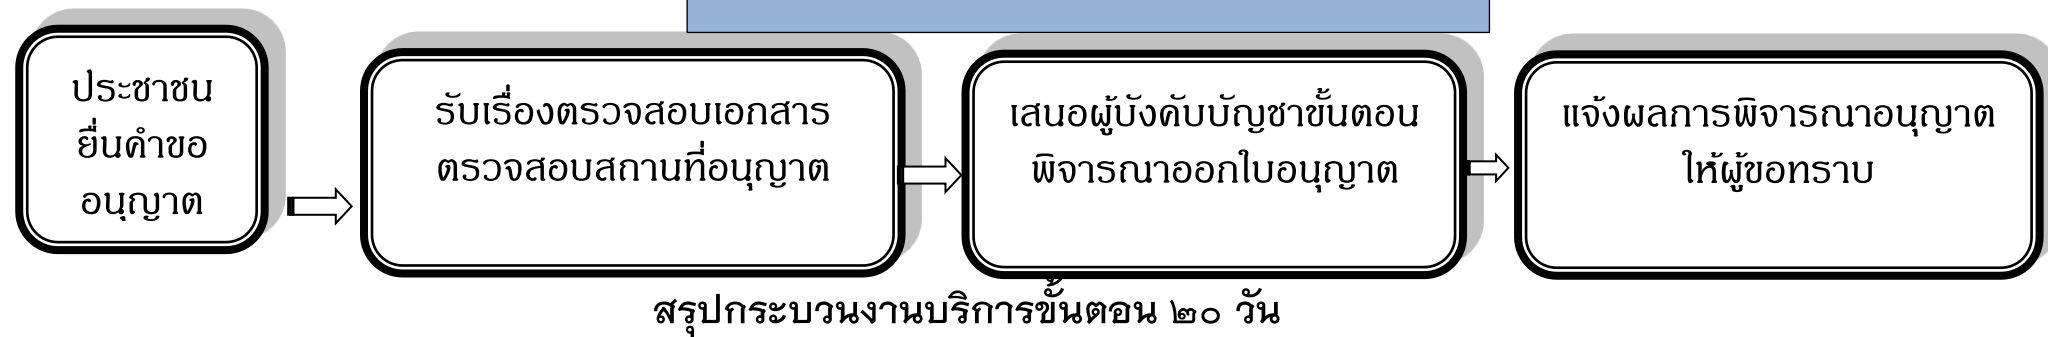 ประชาชน
ยื่นคำขอ
อนุญาต
รับเรื่องตรวจสอบเอกสาร
ตรวจสอบสถานที่อนุญาต
เสนอผู้บังคับบัญชาขั้นตอน
พิจารณาออกใบอนุญาต
แจ้งผลการพิจารณาอนุญาต
ให้ผู้ขอทราบ
สรุปกระบวนงานบริการขั้นตอน ๒๐ วัน